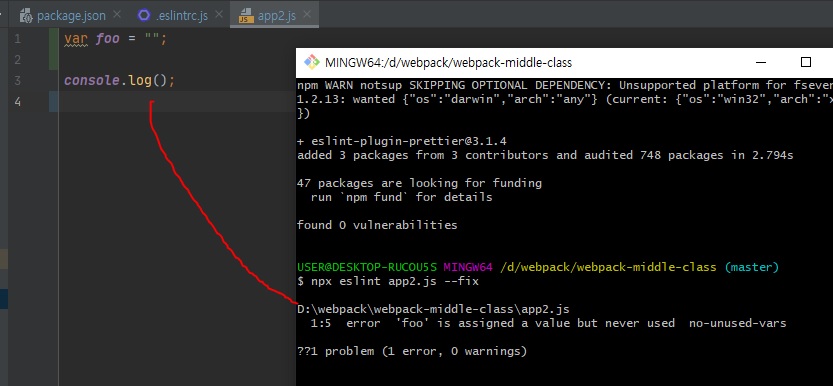 package.json
.eslintrc.js
app2.js
JS
1 var foo = "";
2
3 console.log();
4
MINGW64:/d/webpack/webpack-middle-class
npm WARN notsup SKIPPING OPTIONAL DEPENDENCY: Unsupported platform for fseven
1.2.13: wanted {"os":"darwin","arch":"any"} (current: {"os":"win32","arch":"x
})
+ eslint-plugin-prettier@3.1.4
added 3 packages from 3 contributors and audited 748 packages in 2.794s
47 packages are looking for funding
run `npm fund` for details
found 0 vulnerabilities
USER@DESKTOP-RUCOU5S MINGW64 /d/webpack/webpack-middle-class (master)
$ npx eslint app2.js --fix
D:\webpack\webpack-middle-class\app2.js
1:5 error 'foo' is assigned a value but never used no-unused-vars
??1 problem (1 error, 0 warnings)